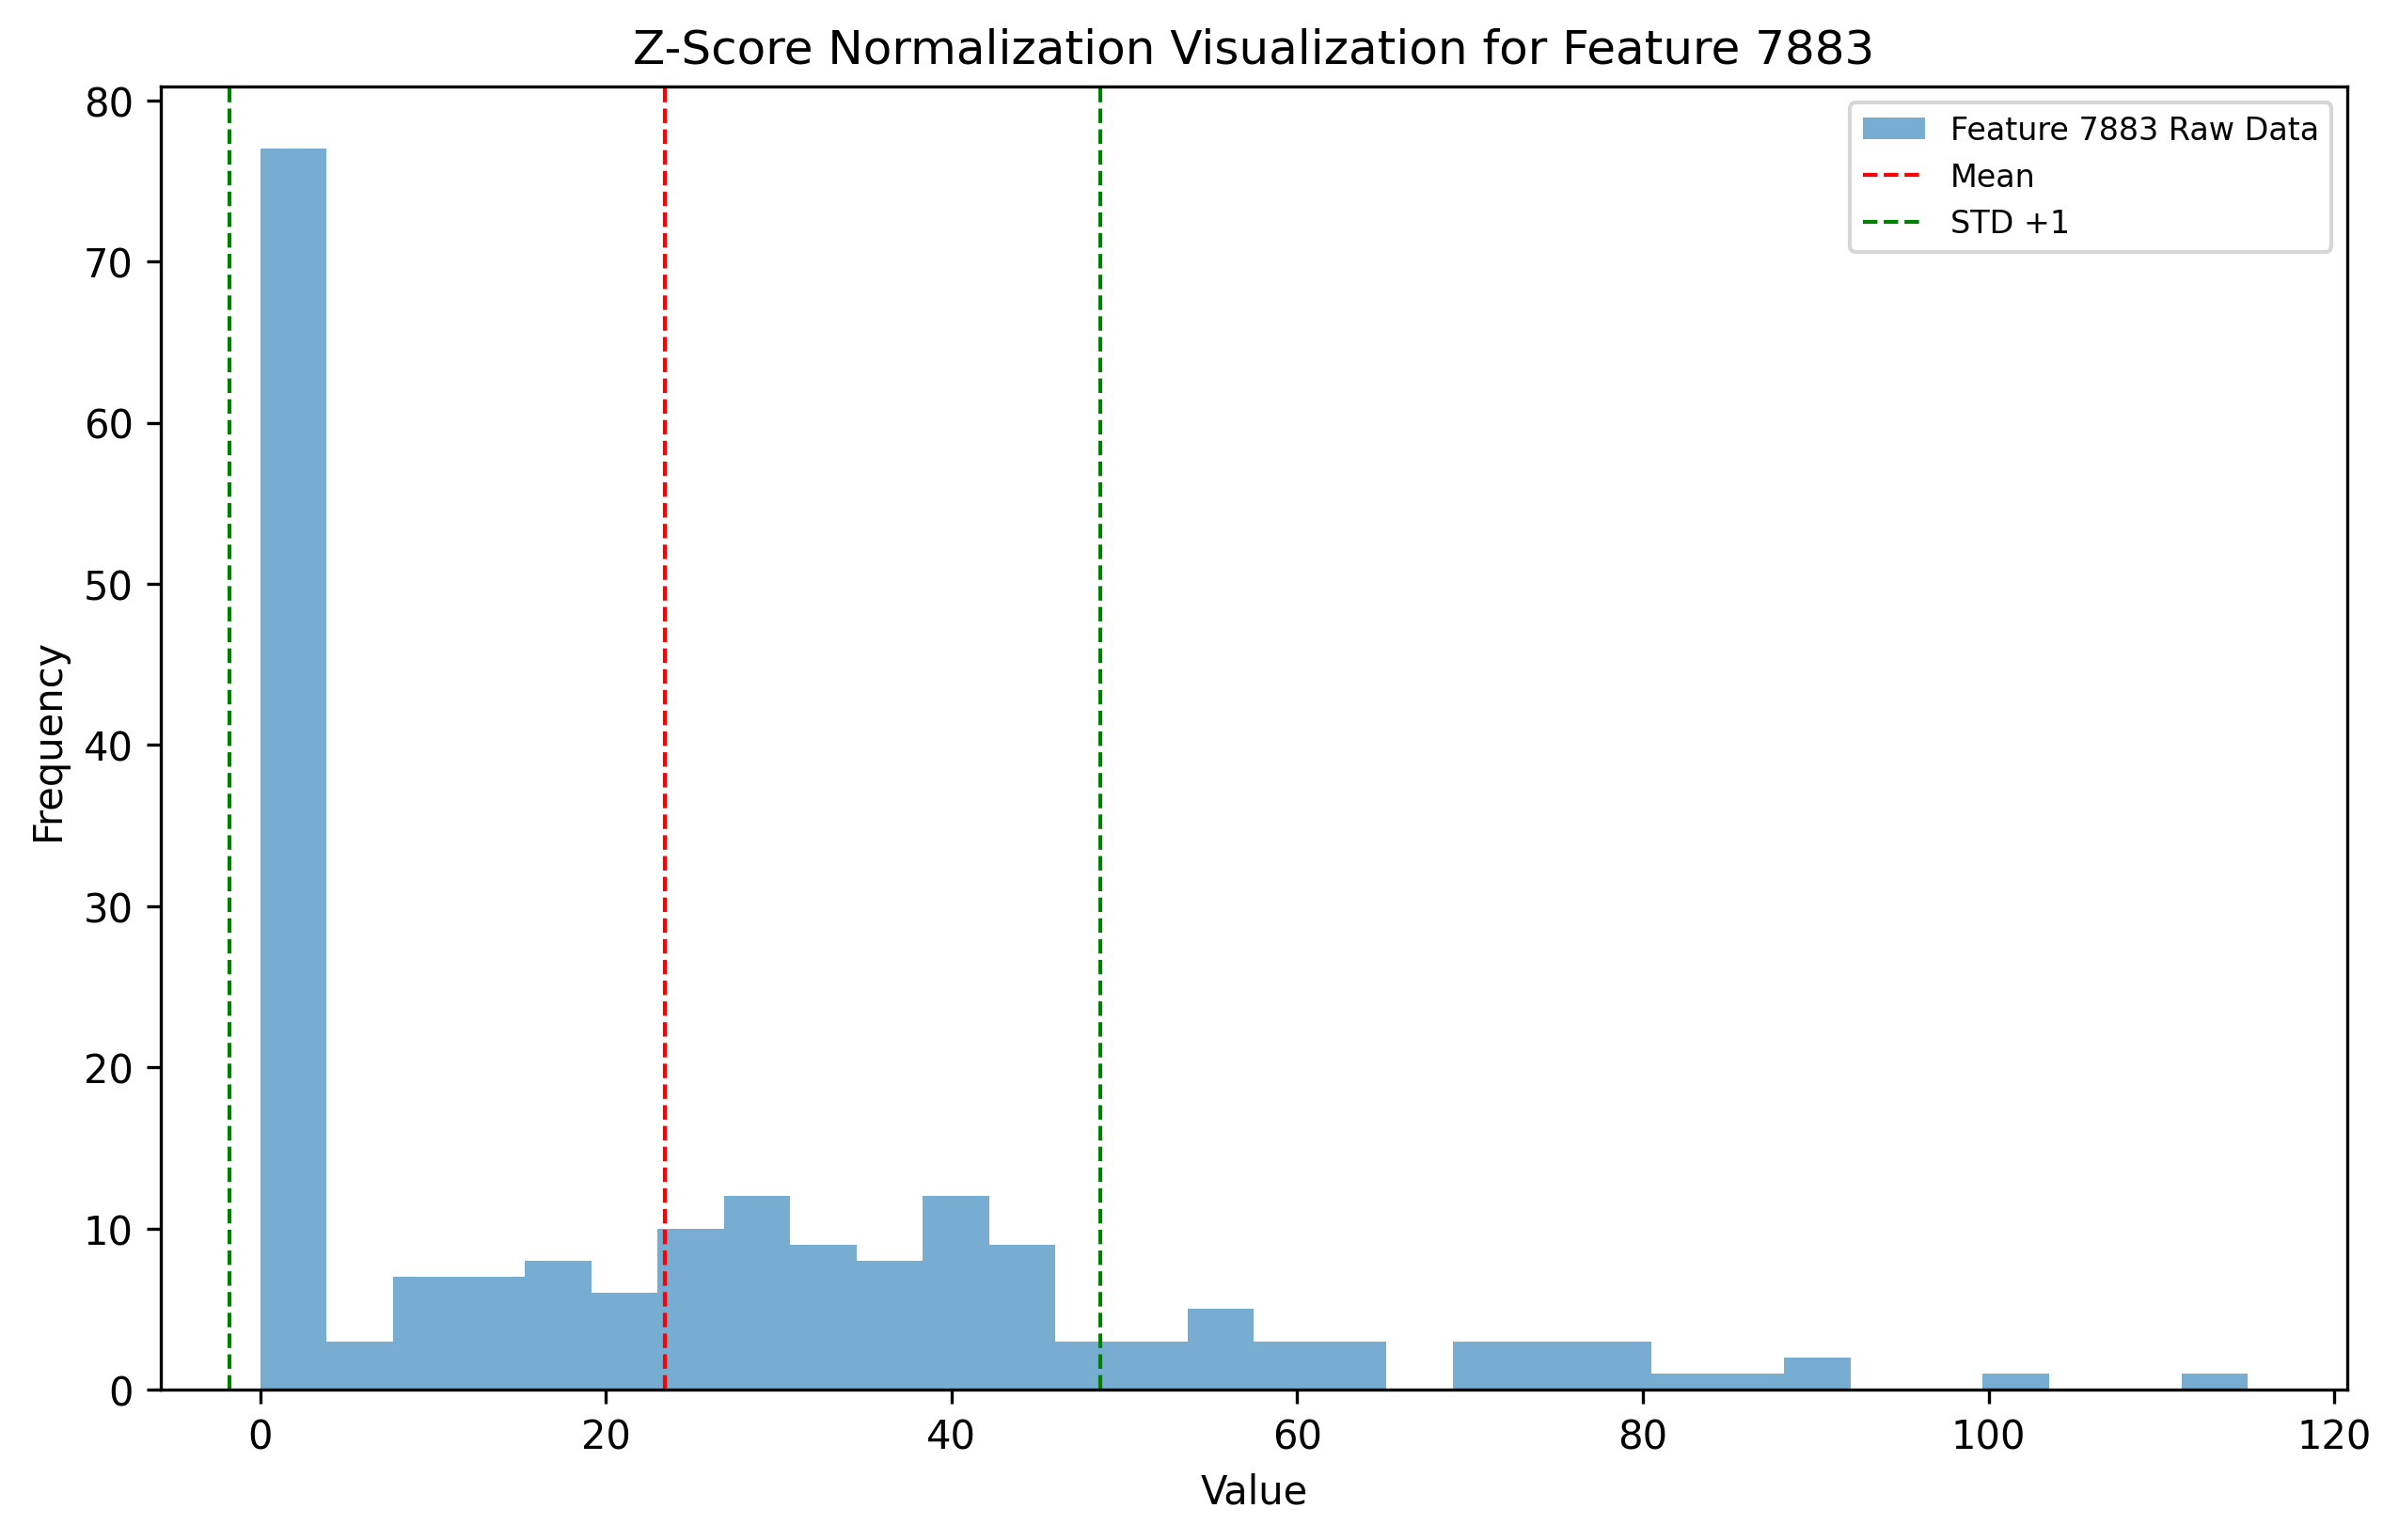 Z-Score Normalization Visualization for Feature 7883
80
70
60
50
40
30
20
10
0
Frequency
Feature 7883 Raw Data
Mean
STD +1
0 20 40 60 80 100 120
Value